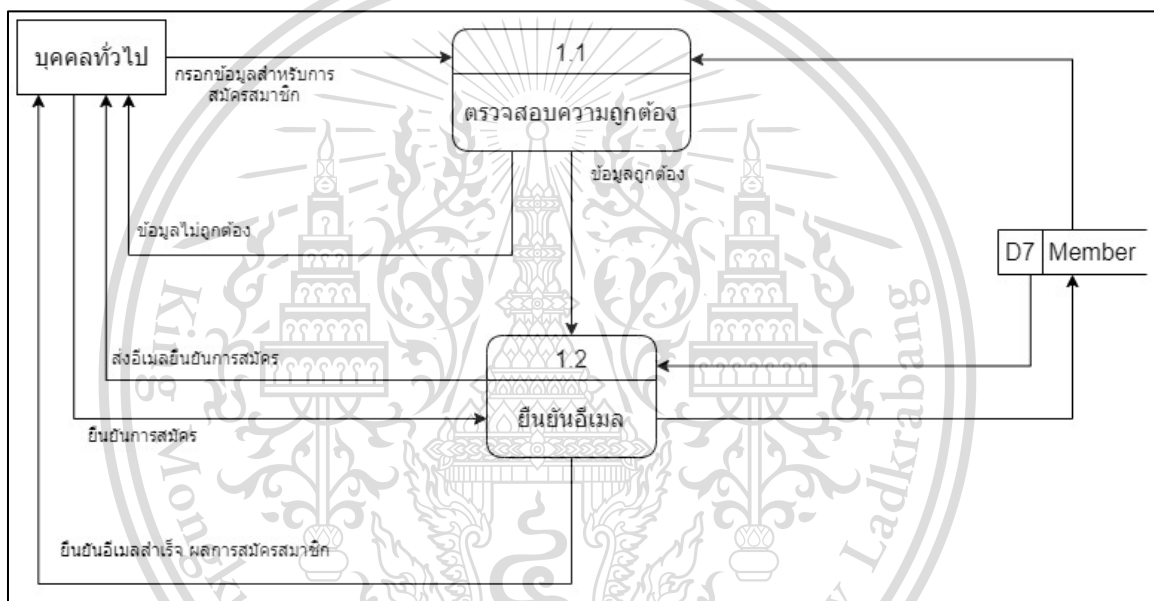 บุคคลทั่วไป
กรอกข้อมูลสำหรับการ
สมัครสมาชิก
1.1
ตรวจสอบความถูกต้อง
ข้อมูลถูกต้อง
ข้อมูลไม่ถูกต้อง
D7 Member
1.2
ยืนยันอีเมล
ส่งอีเมลยืนยันการสมัคร
ยืนยันการสมัคร
ยืนยันอีเมลสำเร็จ ผลการสมัครสมาชิก
King Mongku
y Ladkrabang